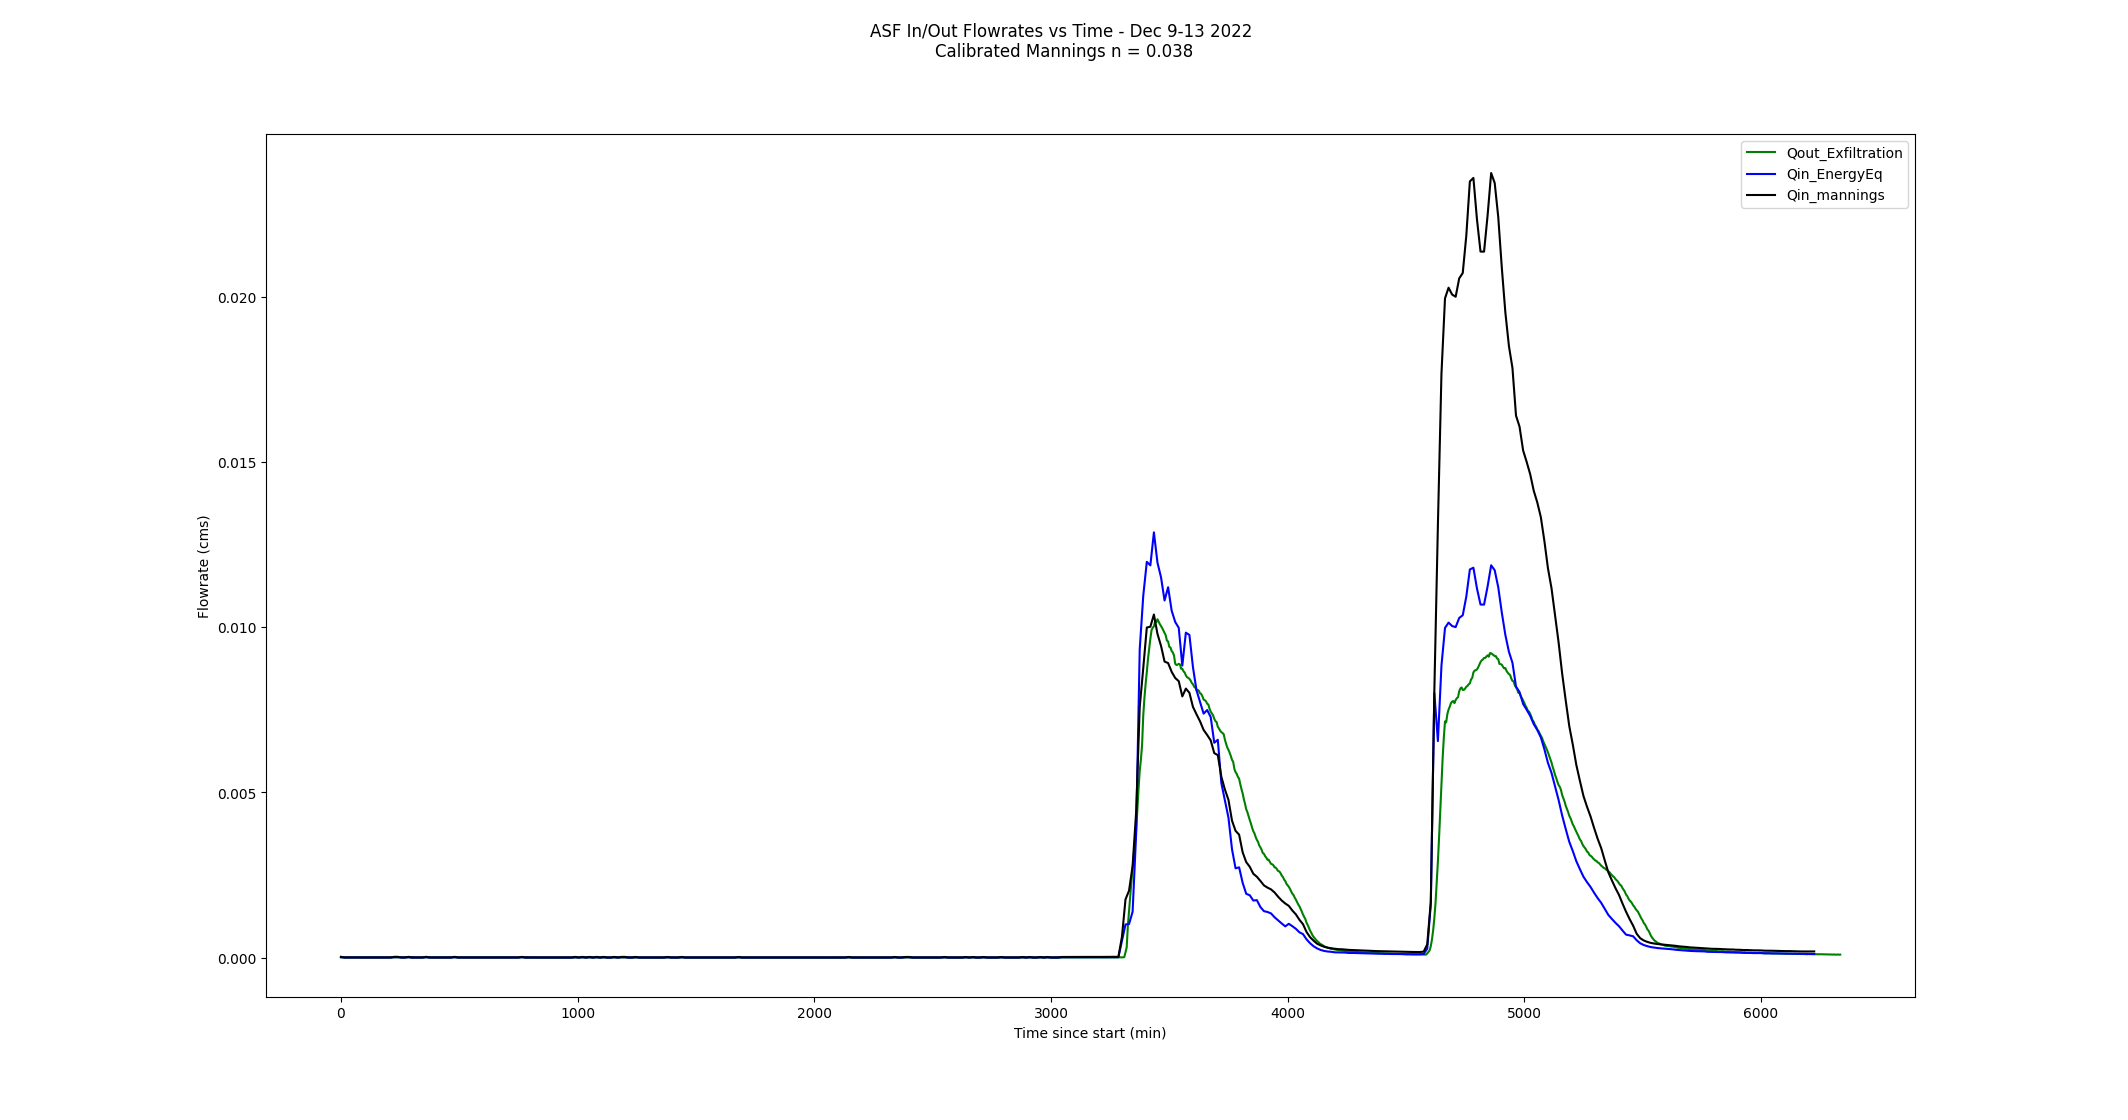 ASF In/Out Flowrates vs Time - Dec 9-13 2022
Calibrated Mannings n = 0.038
Qout_Exfiltration
Qin_EnergyEq
Qin_mannings
0.020
0.015
0.010
0.005
0.000
Flowrate (cms)
0 1000 2000 3000 4000 5000 6000
Time since start (min)